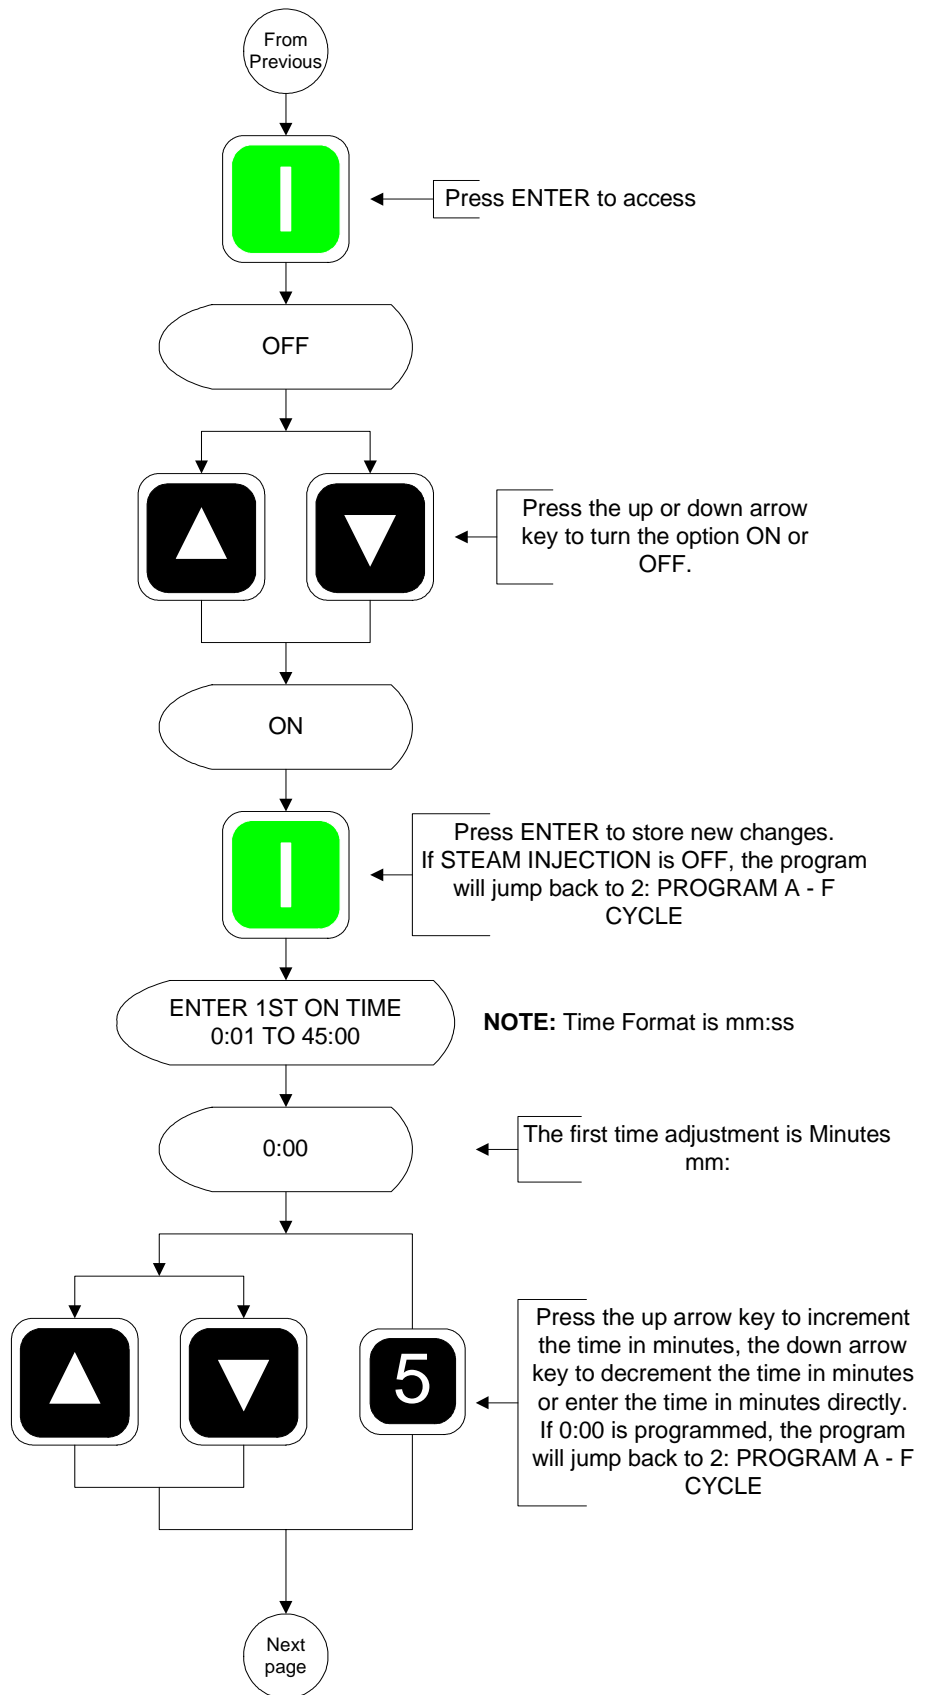 From
Previous
Press ENTER to access
OFF
Press the up or down arrow
key to turn the option ON or
OFF.
ON
Press ENTER to store new changes.
If STEAM INJECTION is OFF, the program
will jump back to 2: PROGRAM A - F
CYCLE
ENTER 1ST ON TIME
0:01 TO 45:00
NOTE: Time Format is mm:ss
0:00
The first time adjustment is Minutes
mm:
5
Press the up arrow key to increment
the time in minutes, the down arrow
key to decrement the time in minutes
or enter the time in minutes directly.
If 0:00 is programmed, the program
will jump back to 2: PROGRAM A - F
CYCLE
Next
page